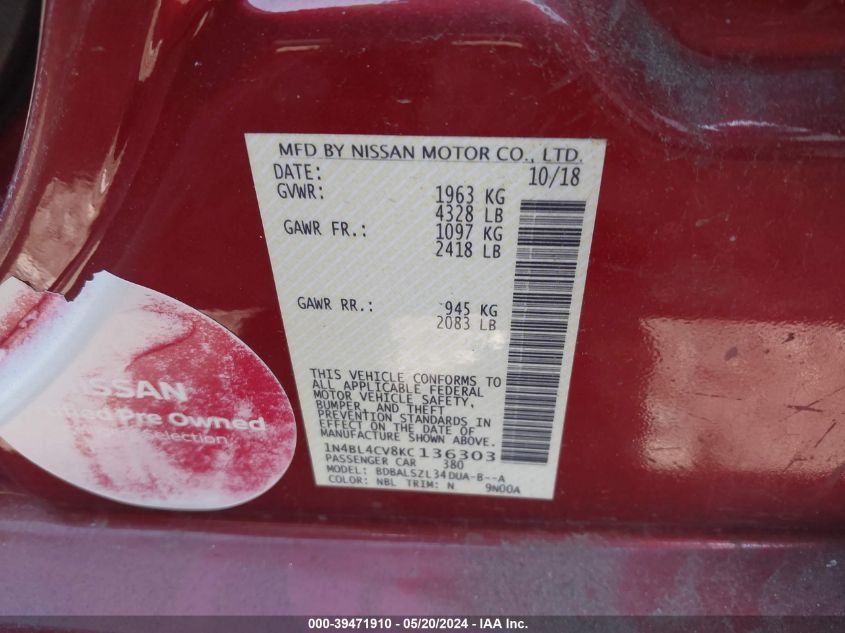 MFD BY NISSAN MOTOR CO., LTD.
DATE: 10/18
GVWR: 1963 KG
4328 LB
GAWR FR.: 1097 KG
2418 LB
GAWR RR.: 945 KG
2083 LB
THIS VEHICLE CONFORMS TO
ALL APPLICABLE FEDERAL
MOTOR VEHICLE SAFETY,
BUMPER, AND THEFT
PREVENTION STANDARDS IN
EFFECT ON THE DATE OF
MANUFACTURE SHOWN ABOVE.
1N4BL4CV8KC136303
PASSENGER CAR 380
MODEL: BDBALSZL34DUA-B--A
COLOR: NBL TRIM: N 9N00A
Pre Owned
000-39471910 - 05/20/2024 - IAA Inc.